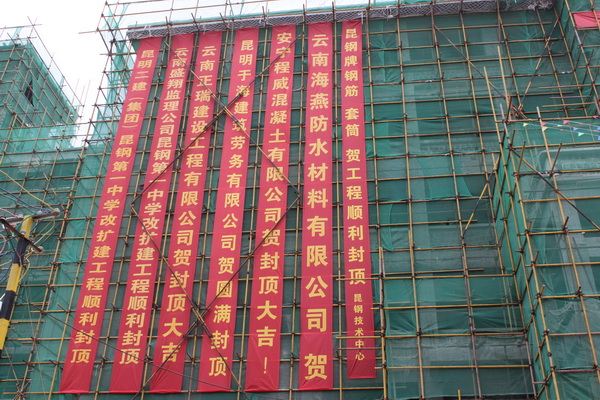 昆明二建（集团）昆钢第一中学改扩建工程顺利封顶
云南盛翔监理公司昆钢第一中学改扩建工程顺利封顶
云南正瑞建设工程有限公司贺封顶大吉
昆明于海建筑劳务有限公司贺圆满封顶
安宁程威混凝土有限公司贺封顶大吉！
云南海燕防水材料有限公司 贺
昆钢牌钢筋 套筒 贺工程顺利封顶 昆钢技术中心